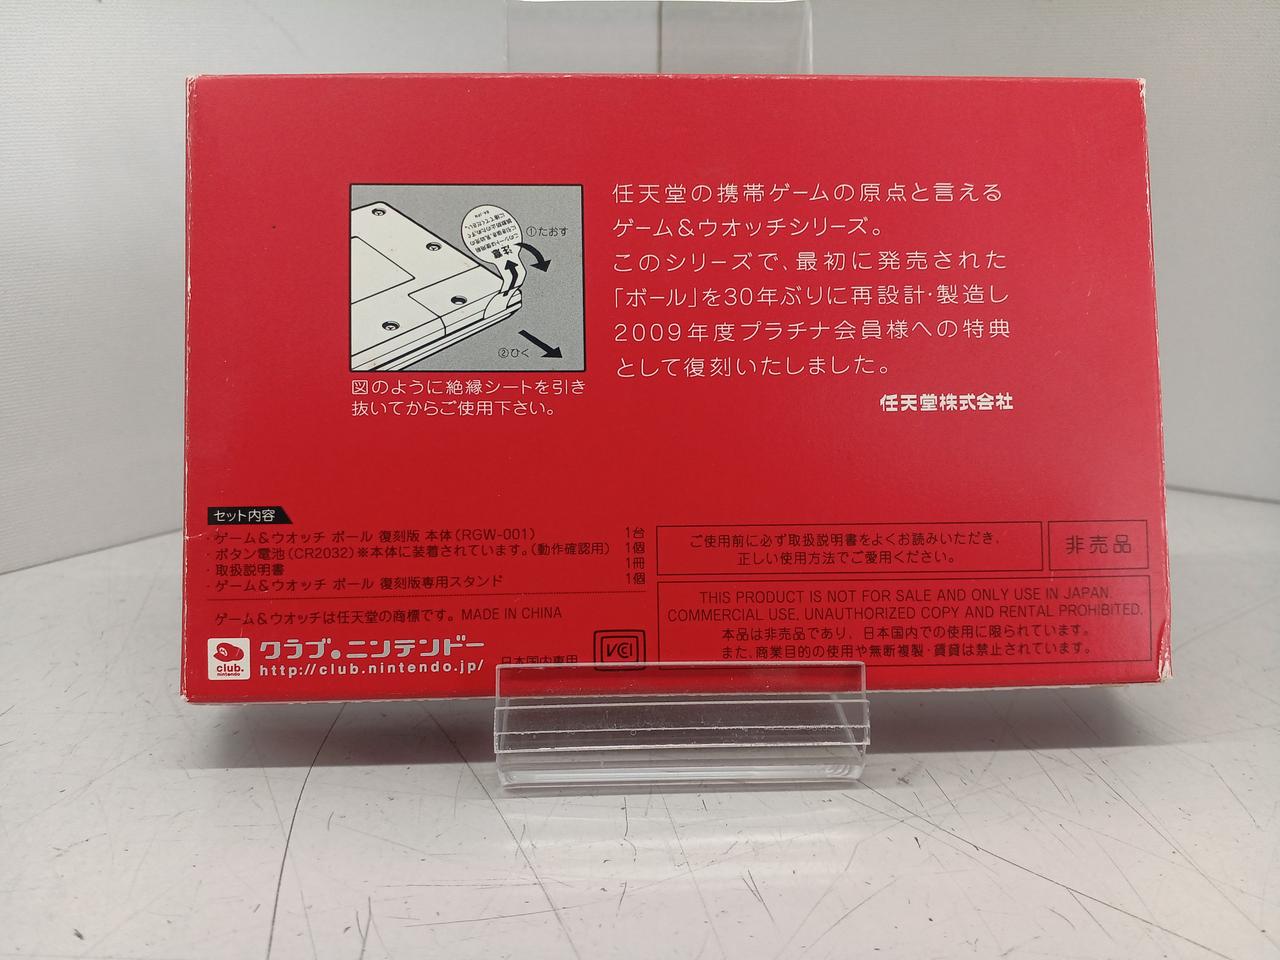 任天堂の携帯ゲームの原点と言える
ゲーム&ウオッチシリーズ。
このシリーズで、最初に発売された
「ボール」を30年ぶりに再設計・製造し
2009年度プラチナ会員様への特典
として復刻いたしました。
任天堂株式会社
注意
①たおす
②ひく
図のように絶縁シートを引き
抜いてからご使用下さい。
セット内容
・ゲーム&ウオッチ ボール 復刻版 本体(RGW-001) 1台
・ボタン電池(CR2032)※本体に装着されています。(動作確認用) 1個
・取扱説明書 1冊
・ゲーム&ウオッチ ボール 復刻版専用スタンド 1個
ゲーム&ウオッチは任天堂の商標です。 MADE IN CHINA
club.
nintendo
クラブ。ニンテンドー
http://club.nintendo.jp/
日本国内専用
VCI
ご使用前に必ず取扱説明書をよくお読みいただき、
正しい使用方法でご愛用ください。
非売品
THIS PRODUCT IS NOT FOR SALE AND ONLY USE IN JAPAN.
COMMERCIAL USE, UNAUTHORIZED COPY AND RENTAL PROHIBITED.
本品は非売品であり、日本国内での使用に限られています。
また、商業目的の使用や無断複製・賃貸は禁止されています。